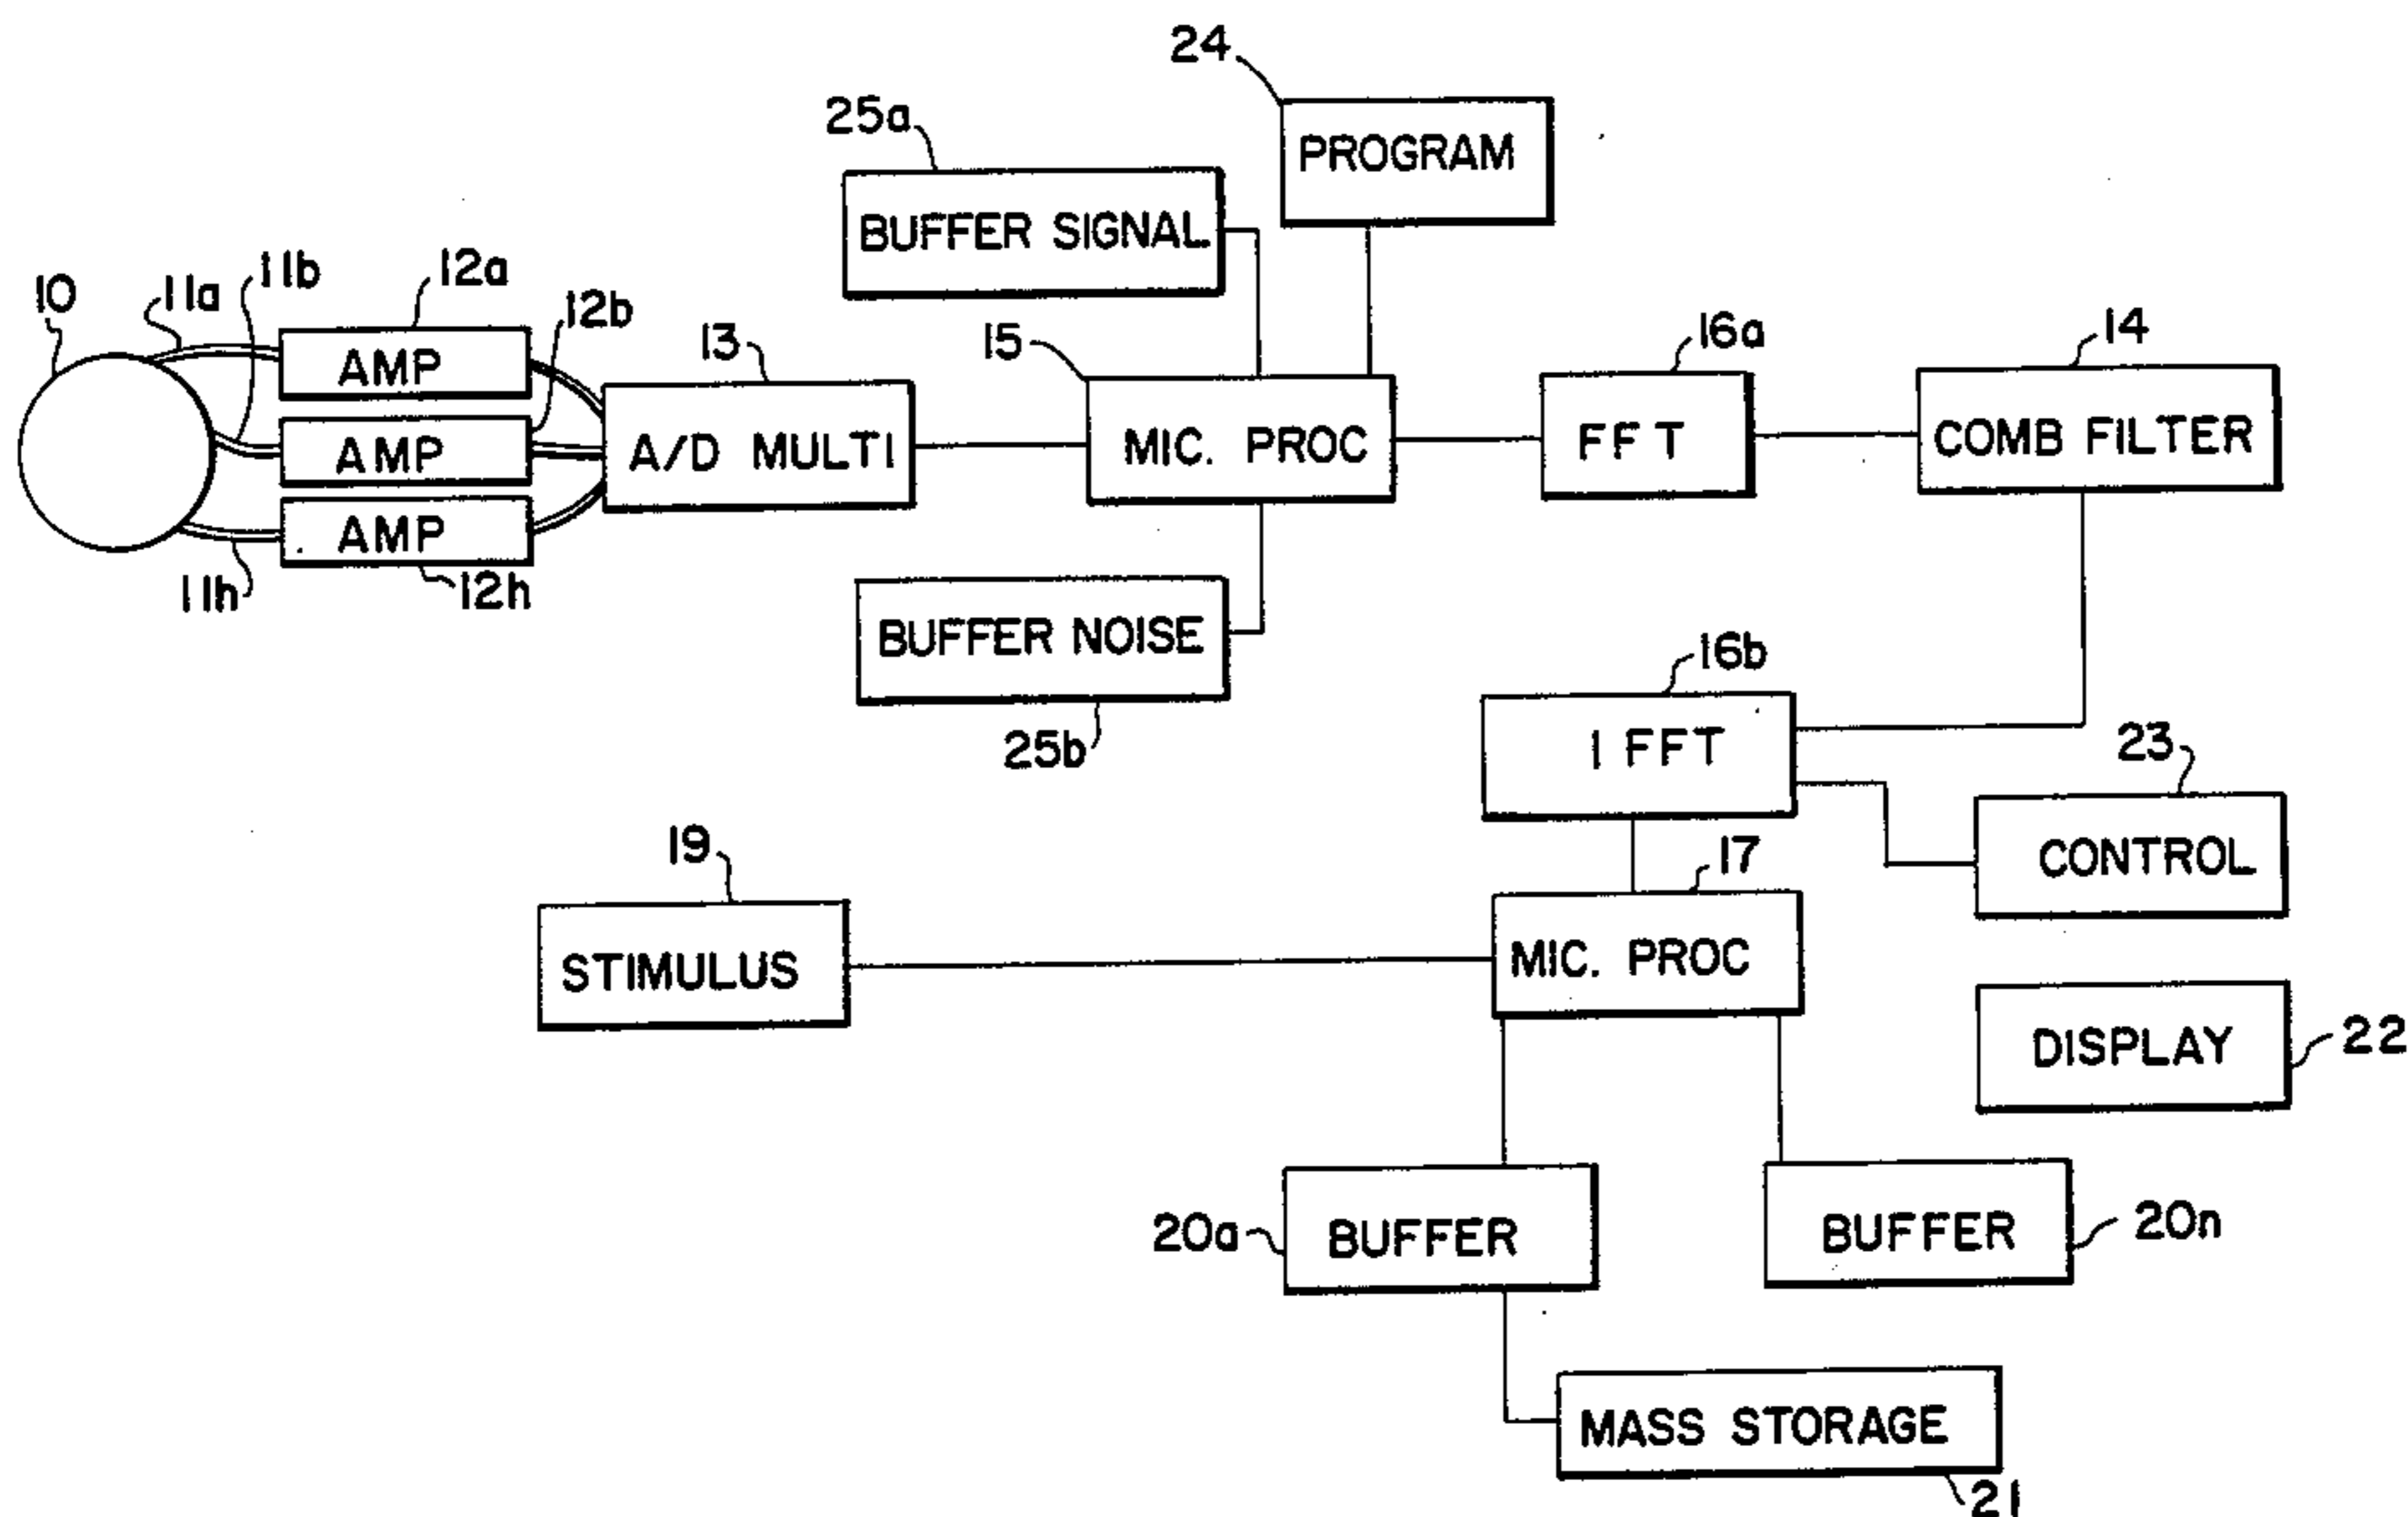 24
25a
PROGRAM
BUFFER SIGNAL
10
11a
11b
12a
12b
13
15
16a
14
AMP
AMP
AMP
A/D MULTI
MIC. PROC
FFT
COMB FILTER
11h
12h
BUFFER NOISE
25b
16b
I FFT
23
CONTROL
19
17
STIMULUS
MIC. PROC
DISPLAY
22
20a
BUFFER
BUFFER
20n
MASS STORAGE
21